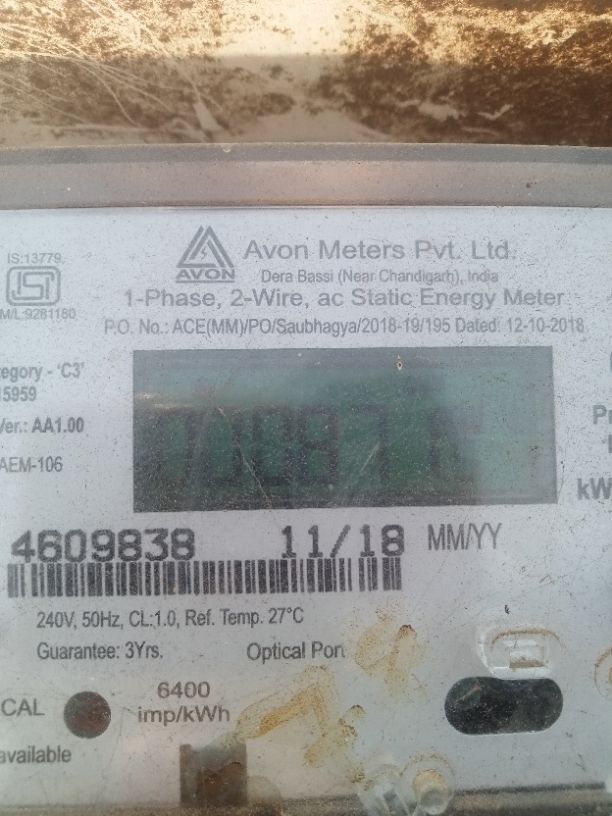 IS:13779
AVON
Avon Meters Pvt. Ltd.
Dera Bassi (Near Chandigarh), India
M/L:9281180
1-Phase, 2-Wire, ac Static Energy Meter
P.O. No.: ACE(MM)/PO/Saubhagya/2018-19/195 Dated: 12-10-2018
tegory - 'C3'
15959
Ver.: AA1.00
AEM-106
kW
4609838 11/18 MM/YY
240V, 50Hz, CL:1.0, Ref. Temp. 27°C
Guarantee: 3Yrs. Optical Port
CAL 6400
imp/kWh
available